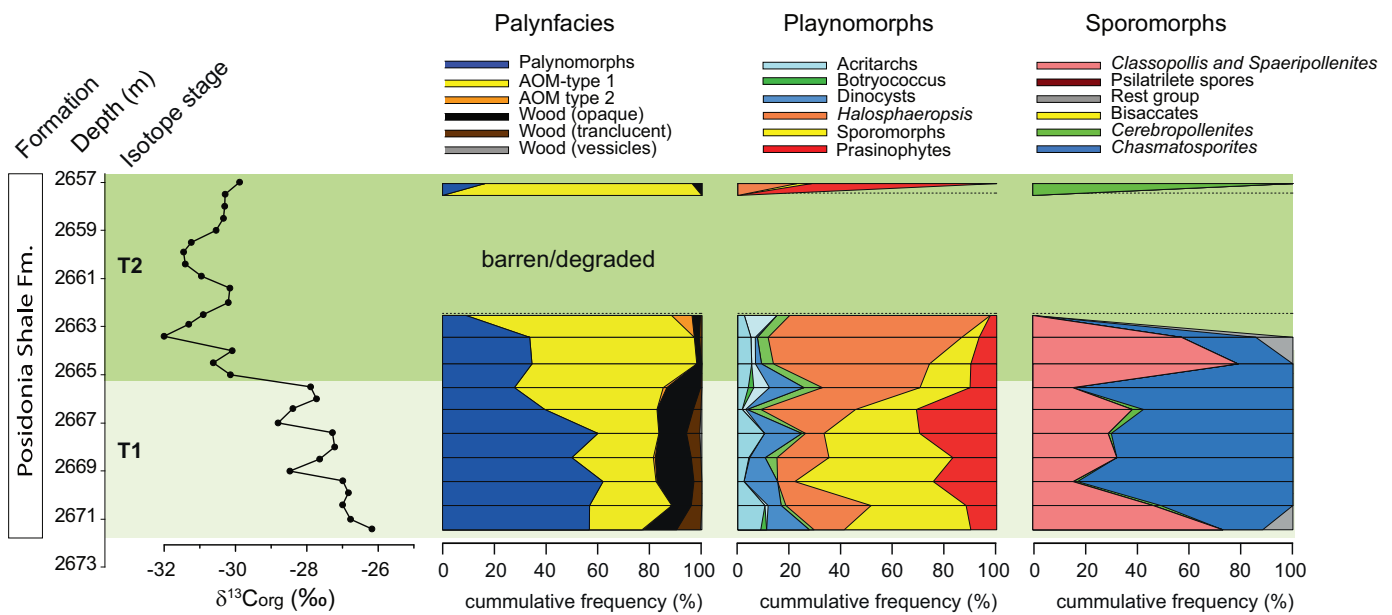 Palynfacies
Playnomorphs
Sporomorphs
Formation
Depth (m)
Isotope stage
Palynomorphs
AOM-type 1
AOM type 2
Wood (opaque)
Wood (tranclucent)
Wood (vessicles)
Acritarchs
Botryococcus
Dinocysts
Halosphaeropsis
Sporomorphs
Prasinophytes
Classopollis and Spaeripollenites
Psilatrilete spores
Rest group
Bisaccates
Cerebropollenites
Chasmatosporites
Posidonia Shale Fm.
2657
2659
2661
2663
2665
2667
2669
2671
2673
T2
T1
barren/degraded
-32 -30 -28 -26
δ13Corg (‰)
0 20 40 60 80 100
cummulative frequency (%)
0 20 40 60 80 100
cummulative frequency (%)
0 20 40 60 80 100
cummulative frequency (%)